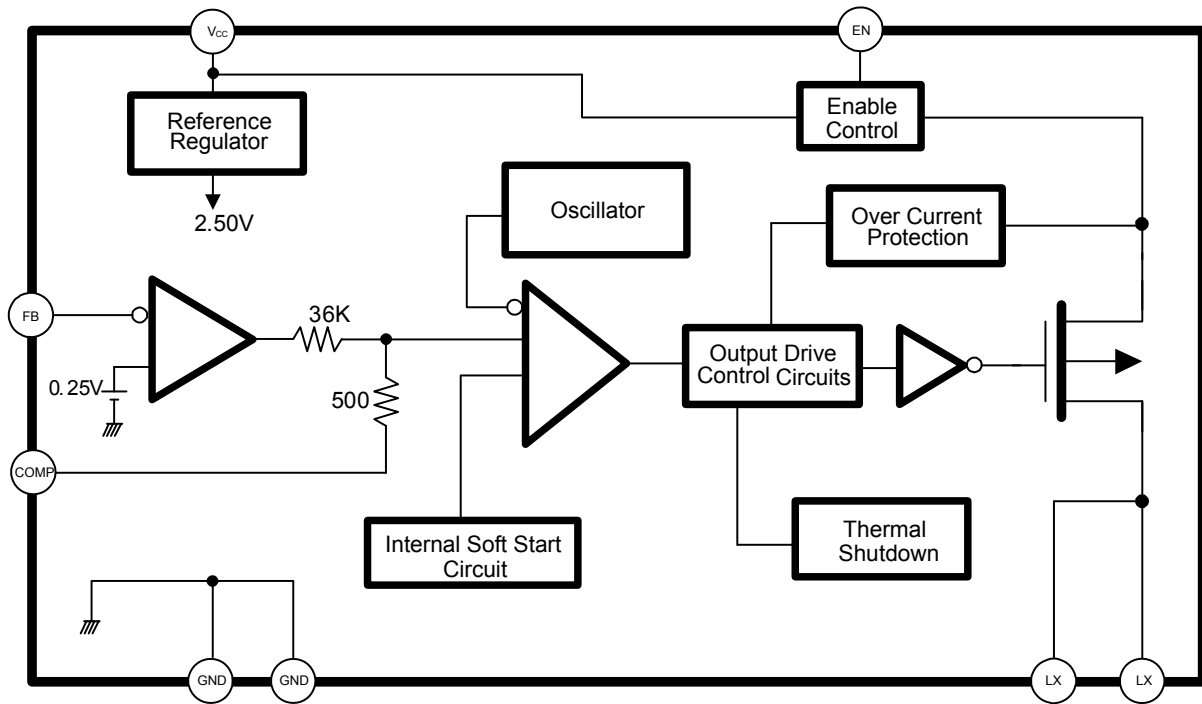 Vcc
EN
Reference
Regulator
Enable
Control
2.50V
Oscillator
Over Current
Protection
FB
36K
0.25V
500
Output Drive
Control Circuits
COMP
Internal Soft Start
Circuit
Thermal
Shutdown
GND
GND
LX
LX